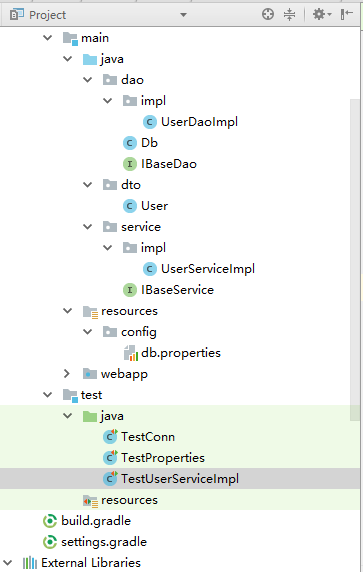 Project
main
java
dao
impl
UserDaoImpl
Db
IBaseDao
dto
User
service
impl
UserServiceImpl
IBaseService
resources
config
db.properties
webapp
test
java
TestConn
TestProperties
TestUserServiceImpl
resources
build.gradle
settings.gradle
External Libraries